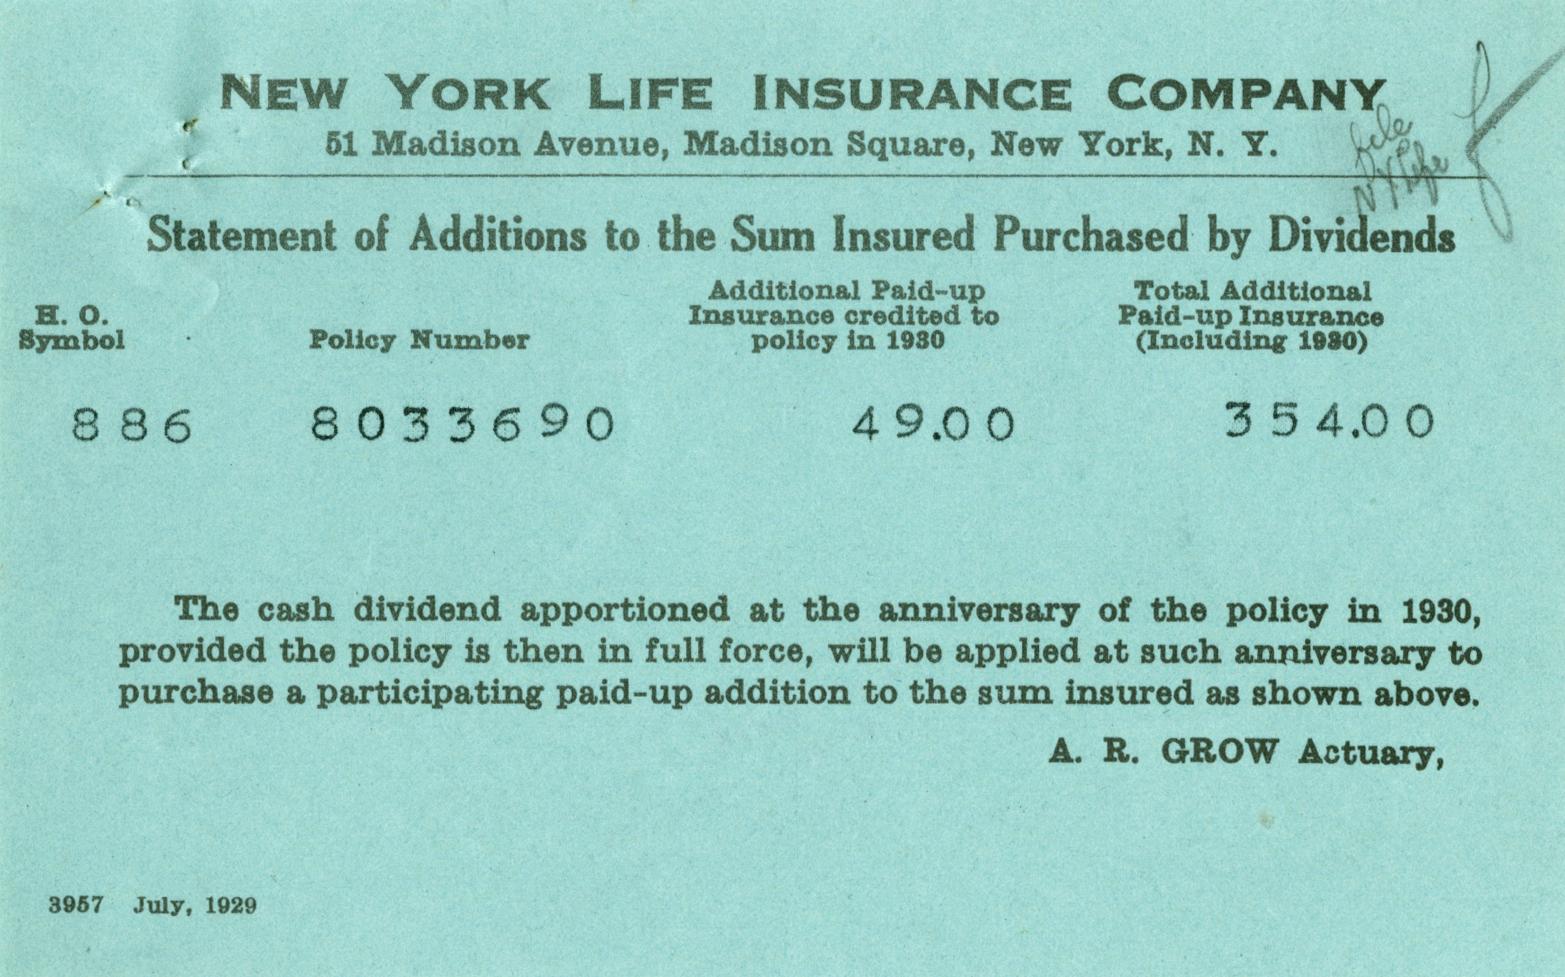 NEW YORK LIFE INSURANCE COMPANY
51 Madison Avenue, Madison Square, New York, N. Y.
file
NY Life
Statement of Additions to the Sum Insured Purchased by Dividends
H. O.
Symbol
Policy Number
Additional Paid-up
Insurance credited to
policy in 1930
Total Additional
Paid-up Insurance
(Including 1930)
886 8033690 49.00 354.00
The cash dividend apportioned at the anniversary of the policy in 1930,
provided the policy is then in full force, will be applied at such anniversary to
purchase a participating paid-up addition to the sum insured as shown above.
A. R. GROW Actuary,
3957 July, 1929